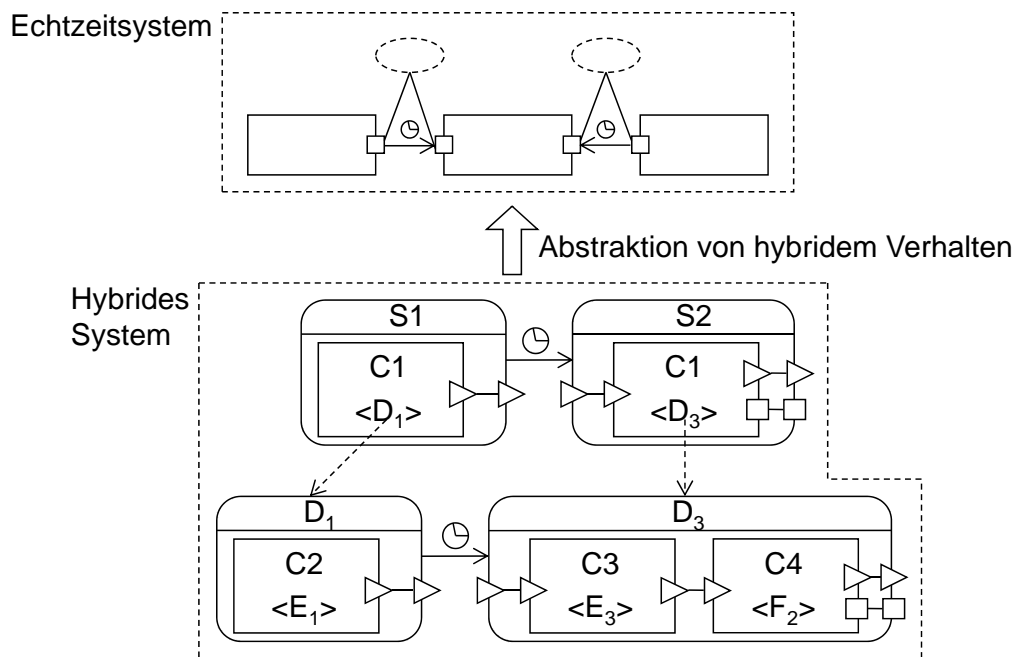 Echtzeitsystem
Abstraktion von hybridem Verhalten
Hybrides
System
S1
S2
C1
C1
<D₁>
<D₃>
D₁
D₃
C2
C3
C4
<E₁>
<E₃>
<F₂>